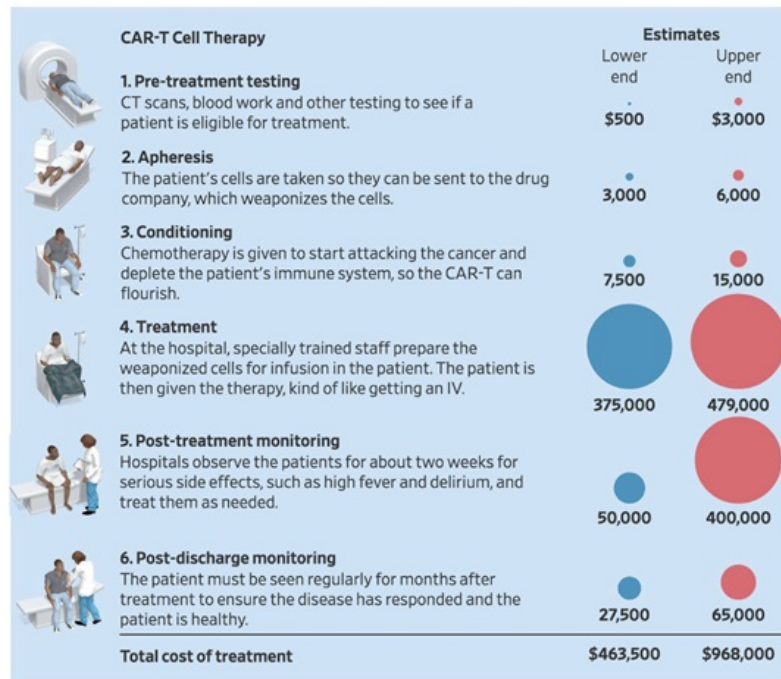 CAR-T Cell Therapy
Estimates
Lower
end
Upper
end
1. Pre-treatment testing
CT scans, blood work and other testing to see if a
patient is eligible for treatment.
$500
$3,000
2. Apheresis
The patient's cells are taken so they can be sent to the drug
company, which weaponizes the cells.
3,000
6,000
3. Conditioning
Chemotherapy is given to start attacking the cancer and
deplete the patient's immune system, so the CAR-T can
flourish.
7,500
15,000
4. Treatment
At the hospital, specially trained staff prepare the
weaponized cells for infusion in the patient. The patient is
then given the therapy, kind of like getting an IV.
375,000
479,000
5. Post-treatment monitoring
Hospitals observe the patients for about two weeks for
serious side effects, such as high fever and delirium, and
treat them as needed.
50,000
400,000
6. Post-discharge monitoring
The patient must be seen regularly for months after
treatment to ensure the disease has responded and the
patient is healthy.
27,500
65,000
Total cost of treatment
$463,500
$968,000